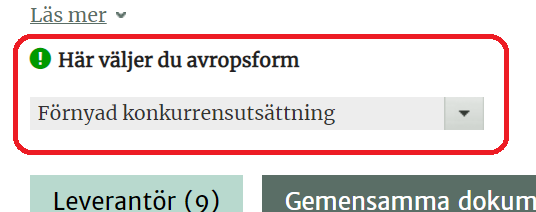 Läs mer
Här väljer du avropsform
Förnyad konkurrensutsättning
Leverantör (9)
Gemensamma dokum